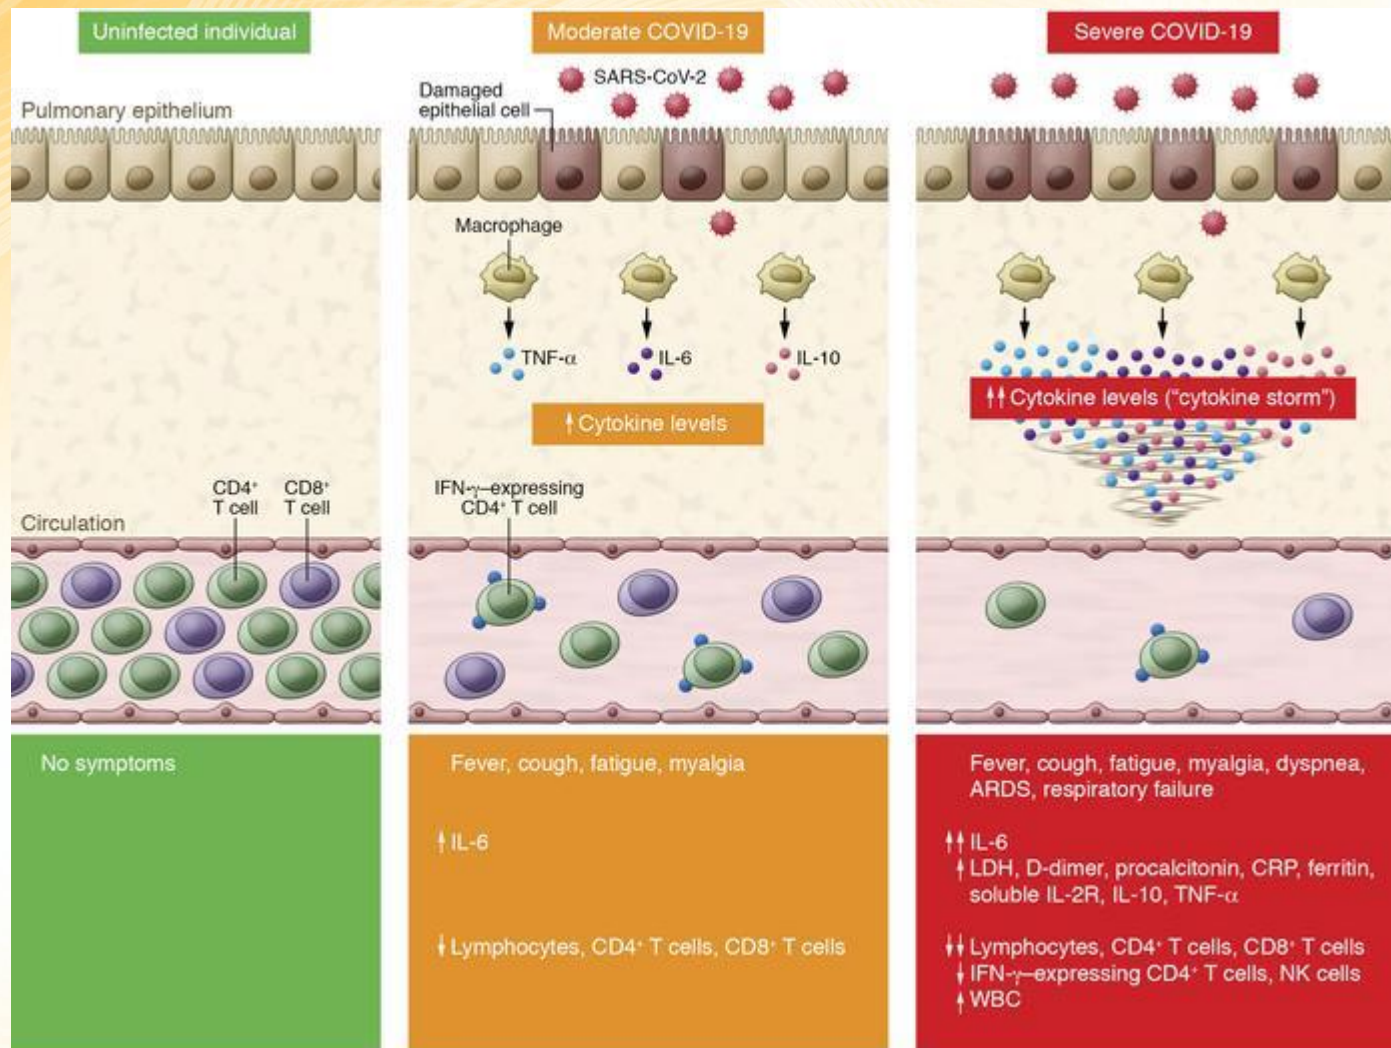 Uninfected individual
Pulmonary epithelium
CD4⁺
T cell
CD8⁺
T cell
Circulation
No symptoms
Moderate COVID-19
SARS-CoV-2
Damaged
epithelial cell
Macrophage
TNF-α
IL-6
IL-10
↑ Cytokine levels
IFN-γ–expressing
CD4⁺ T cell
Fever, cough, fatigue, myalgia
↑ IL-6
↓ Lymphocytes, CD4⁺ T cells, CD8⁺ T cells
Severe COVID-19
↑↑ Cytokine levels (“cytokine storm”)
Fever, cough, fatigue, myalgia, dyspnea,
ARDS, respiratory failure
↑↑ IL-6
↑ LDH, D-dimer, procalcitonin, CRP, ferritin,
soluble IL-2R, IL-10, TNF-α
↓↓ Lymphocytes, CD4⁺ T cells, CD8⁺ T cells
↓ IFN-γ–expressing CD4⁺ T cells, NK cells
↑ WBC